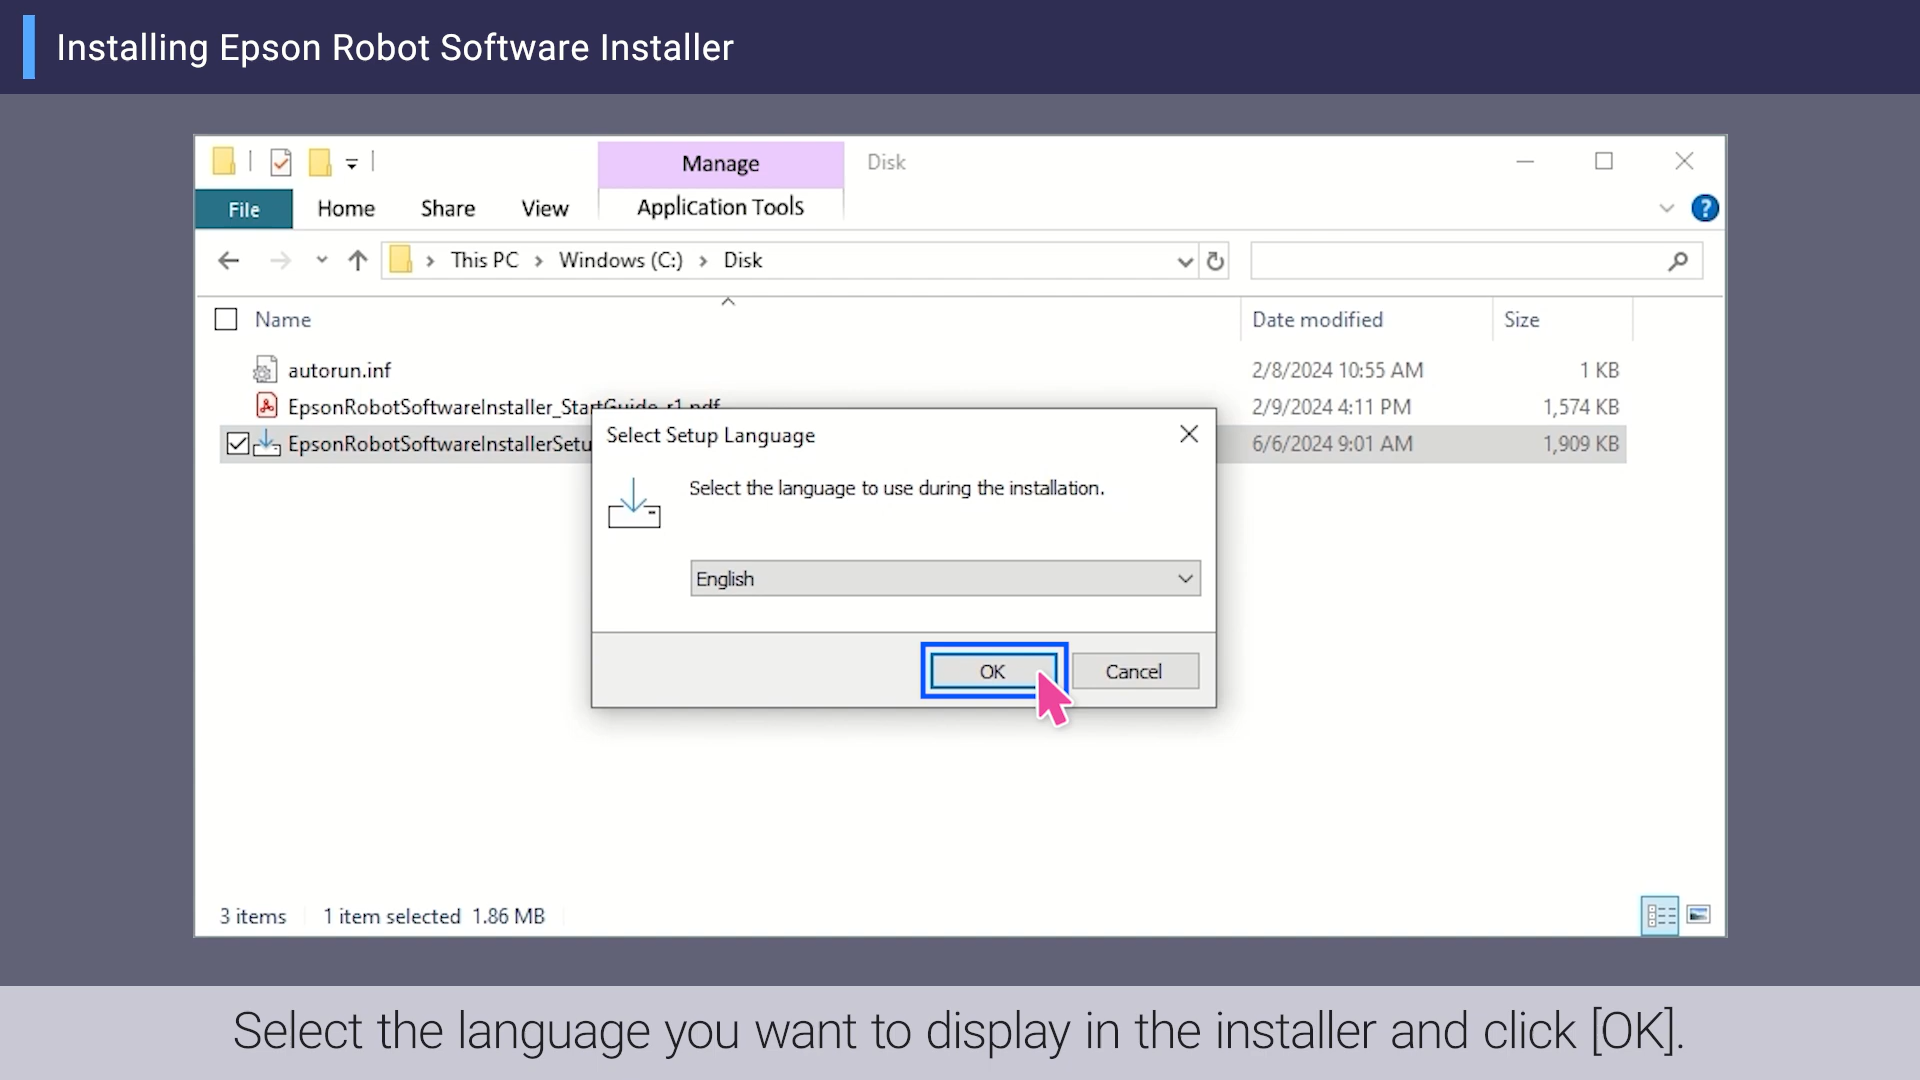 Installing Epson Robot Software Installer
Manage
Disk
File
Home
Share
View
Application Tools
?
This PC
Windows (C:)
Disk
Name
Date modified
Size
autorun.inf
2/8/2024 10:55 AM
1 KB
EpsonRobotSoftwareInstaller_StartGuide_r1.pdf
2/9/2024 4:11 PM
1,574 KB
EpsonRobotSoftwareInstallerSetu
6/6/2024 9:01 AM
1,909 KB
Select Setup Language
Select the language to use during the installation.
English
OK
Cancel
3 items
1 item selected 1.86 MB
Select the language you want to display in the installer and click [OK].